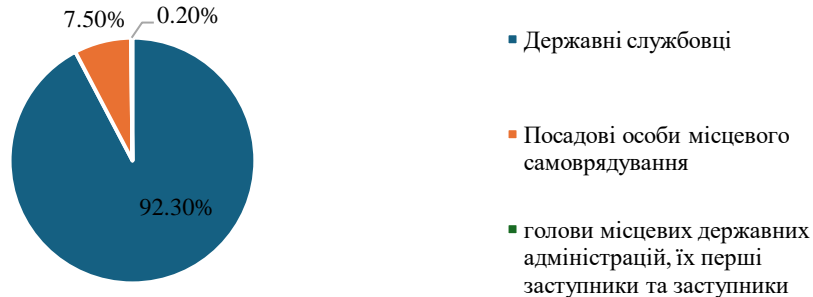 7.50%
0.20%
92.30%
Державні службовці
Посадові особи місцевого
самоврядування
голови місцевих державних
адміністрацій, їх перші
заступники та заступники